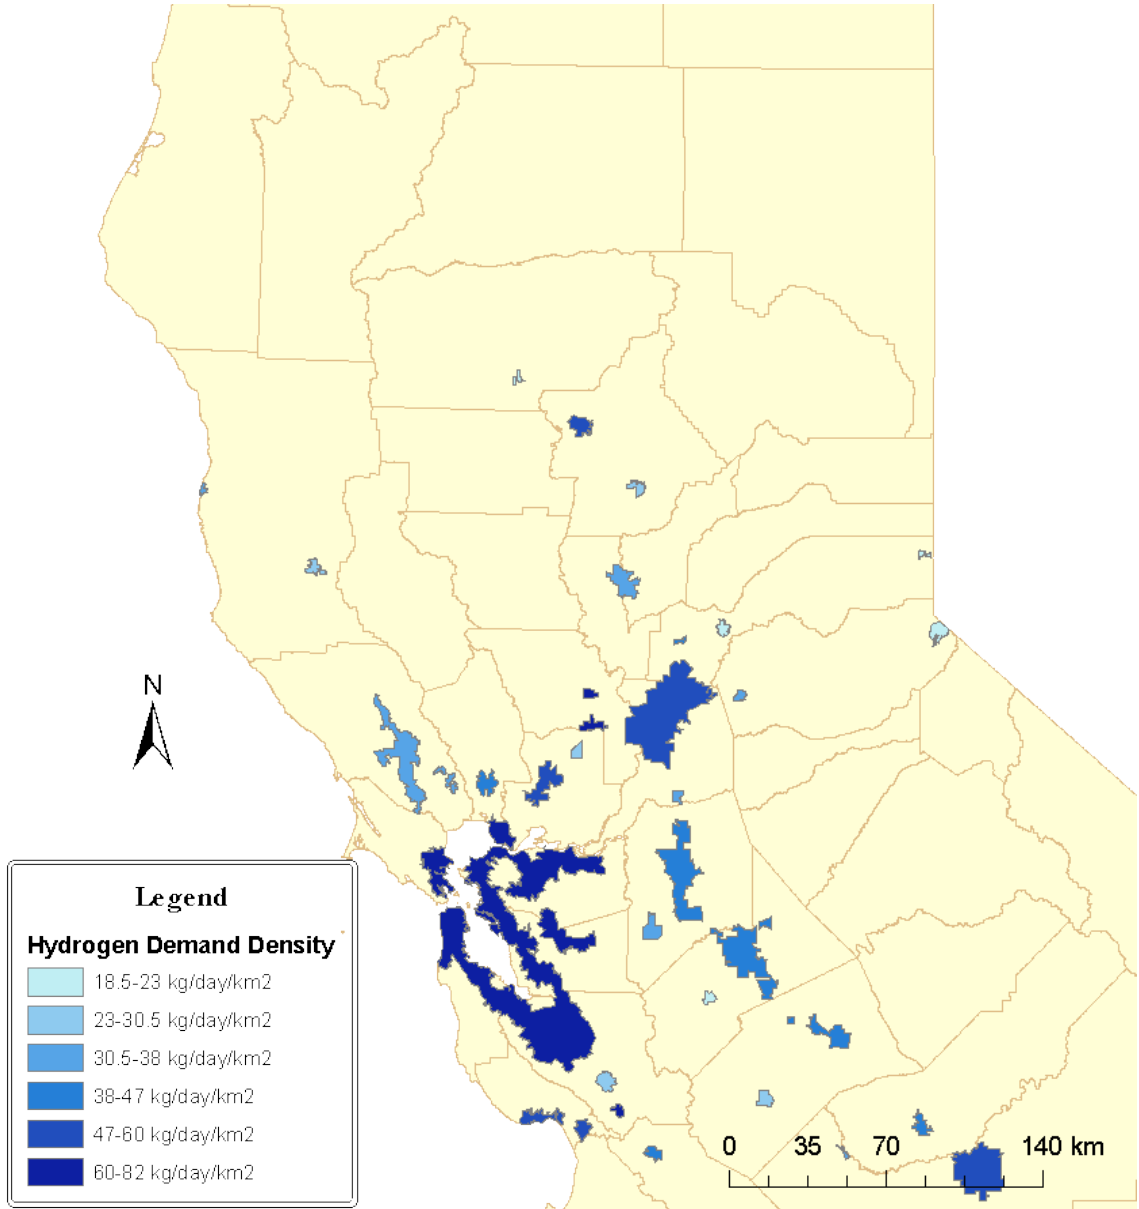 N
Legend
Hydrogen Demand Density
18.5-23 kg/day/km2
23-30.5 kg/day/km2
30.5-38 kg/day/km2
38-47 kg/day/km2
47-60 kg/day/km2
60-82 kg/day/km2
0 35 70 140 km